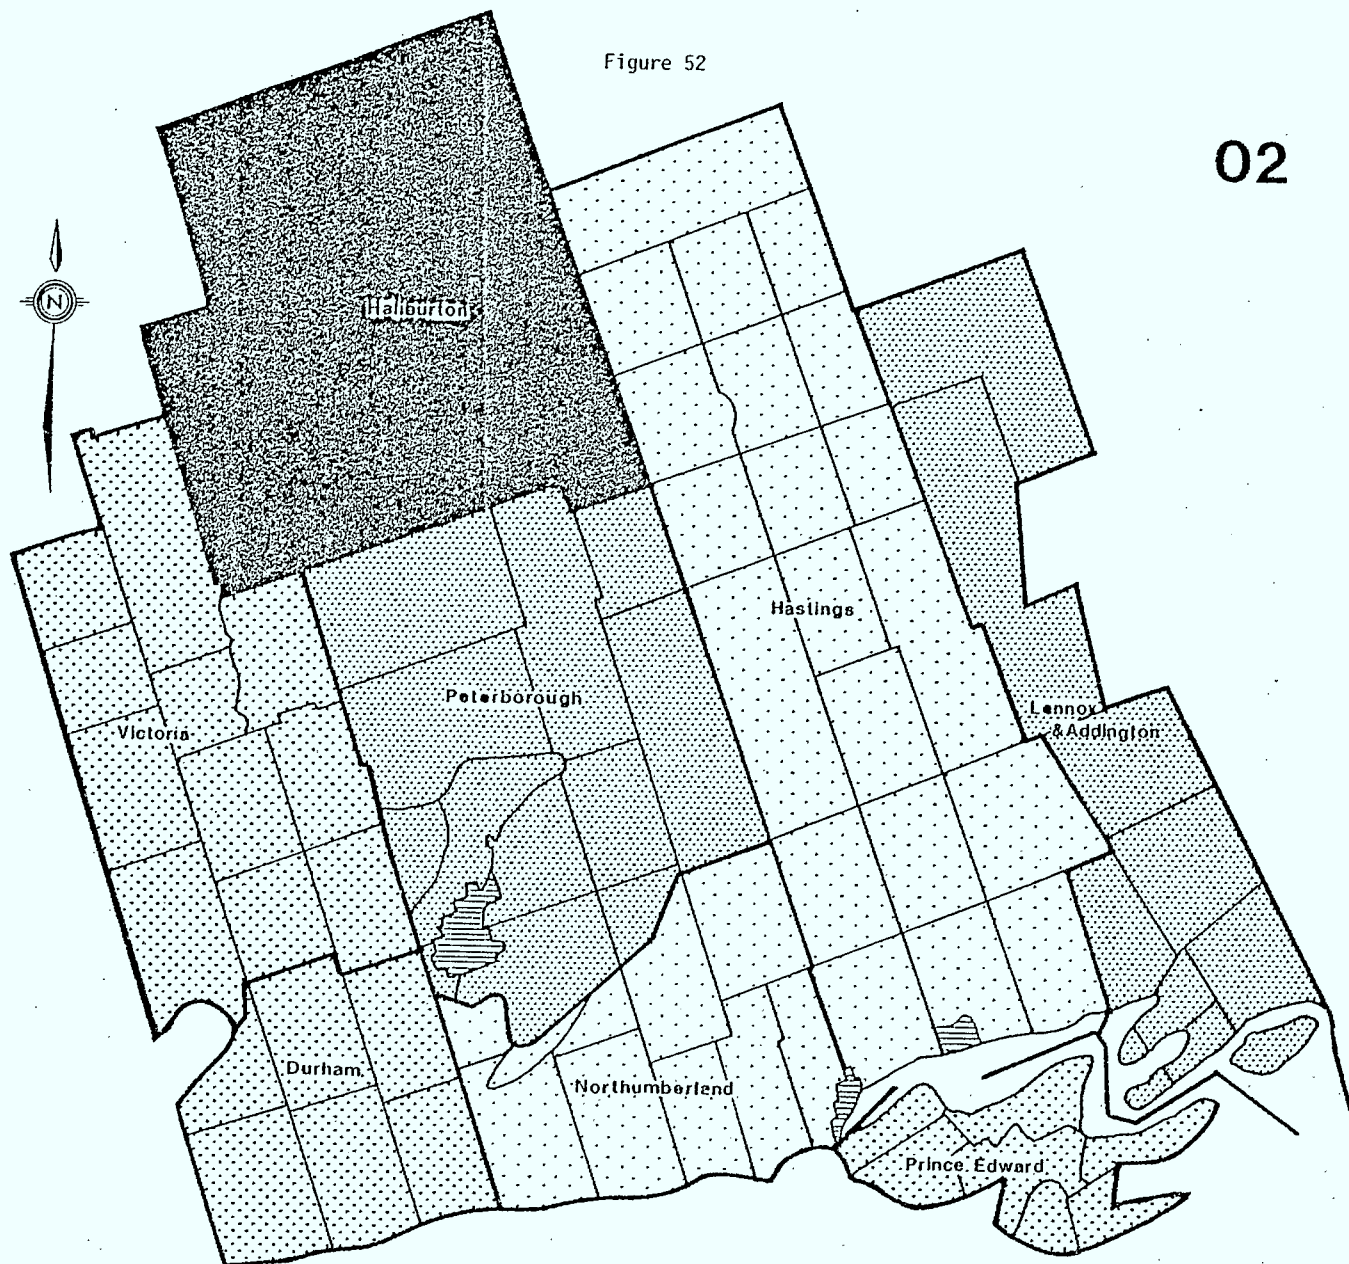 Figure 52
02
N
Haliburton
Hastings
Peterborough
Lennox
&Addington
Victoria
Durham
Northumberland
Prince Edward